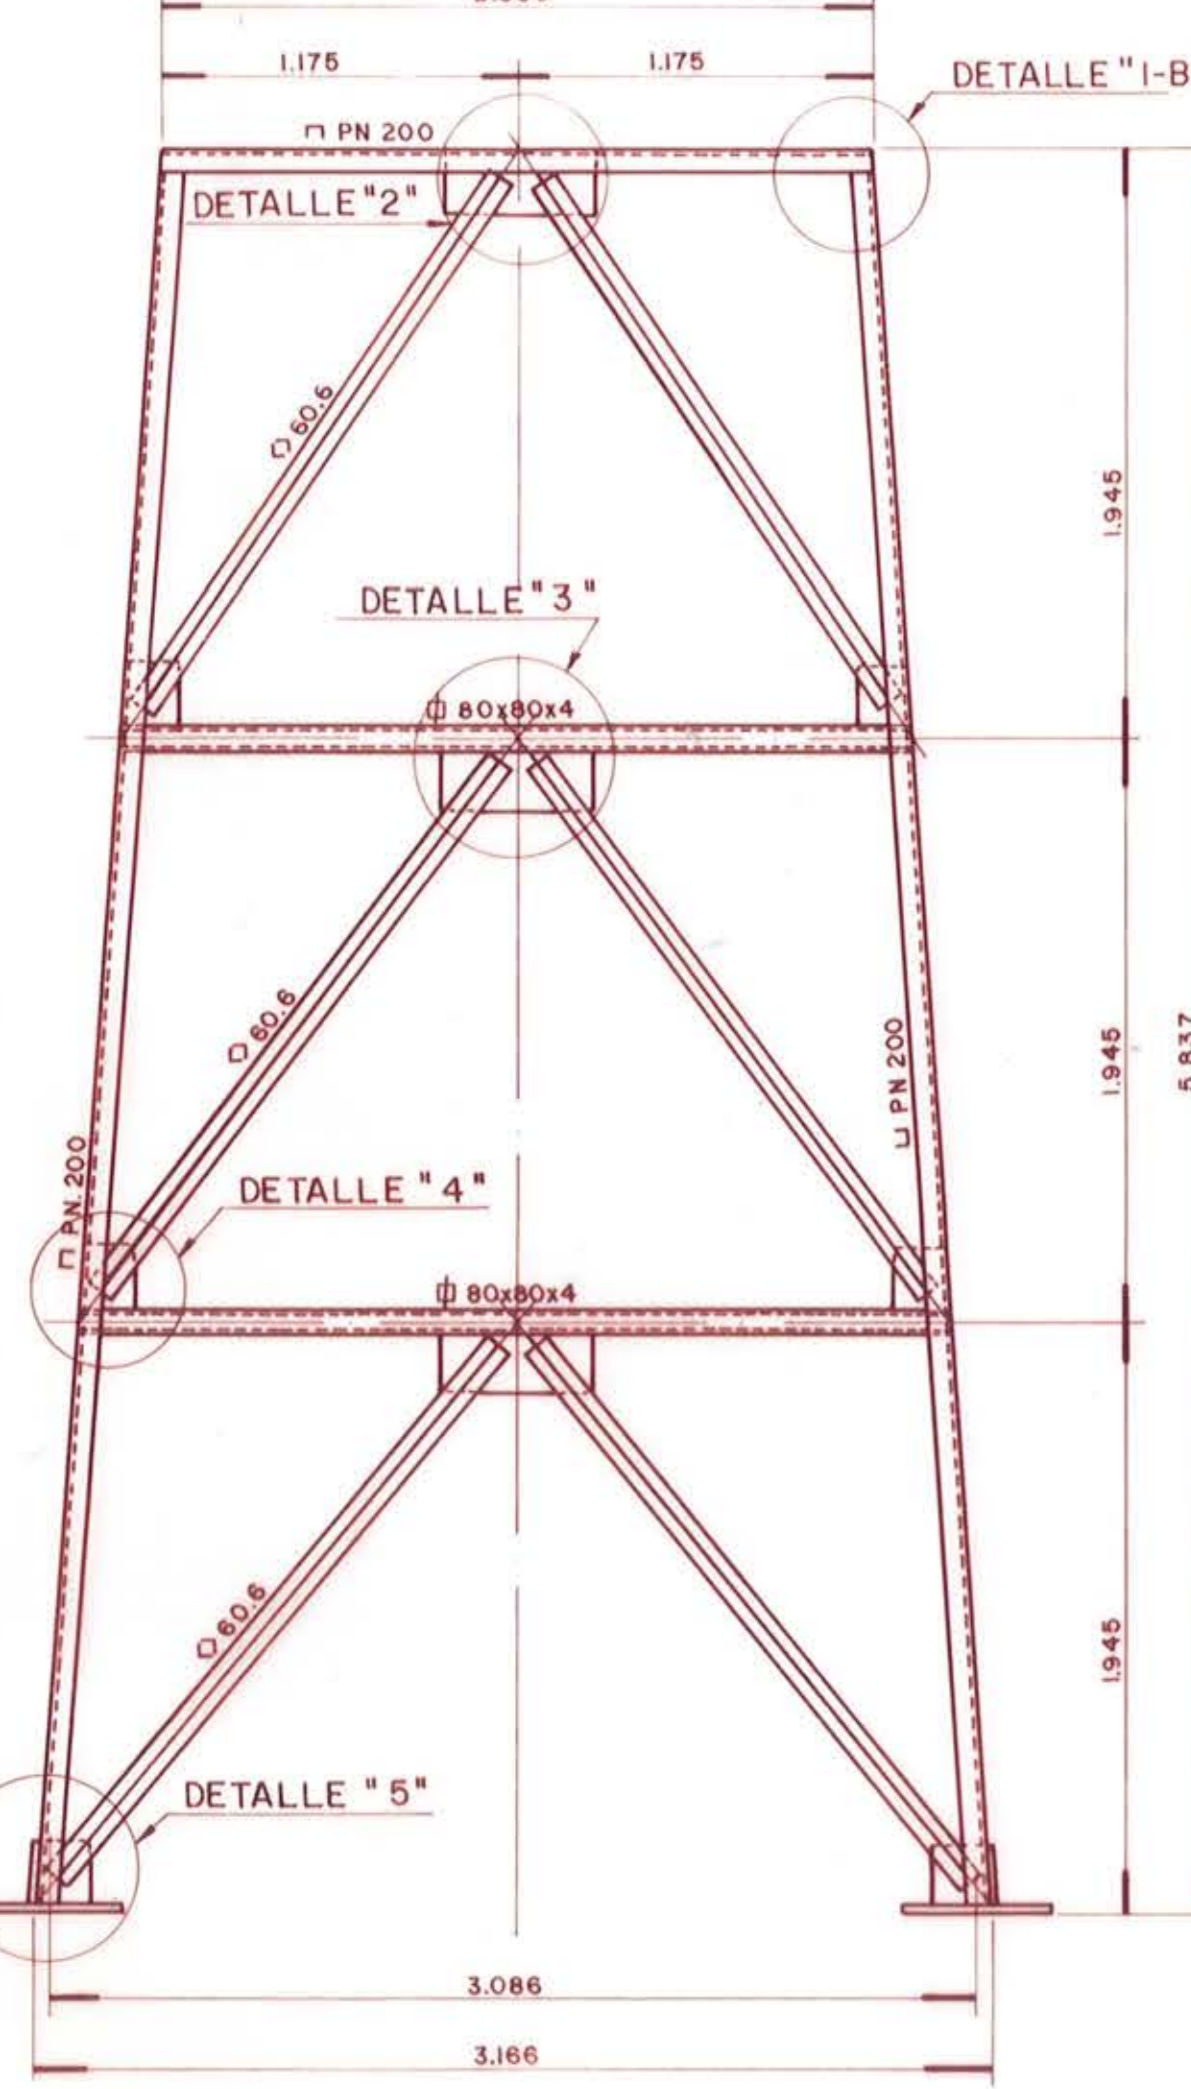 1.175
1.175
DETALLE "1-B
PN 200
DETALLE "2"
60.6
1.945
DETALLE "3"
80x80x4
60.6
1.945
5.837
PN 200
PN. 200
DETALLE "4"
80x80x4
60.6
1.945
DETALLE "5"
3.086
3.166